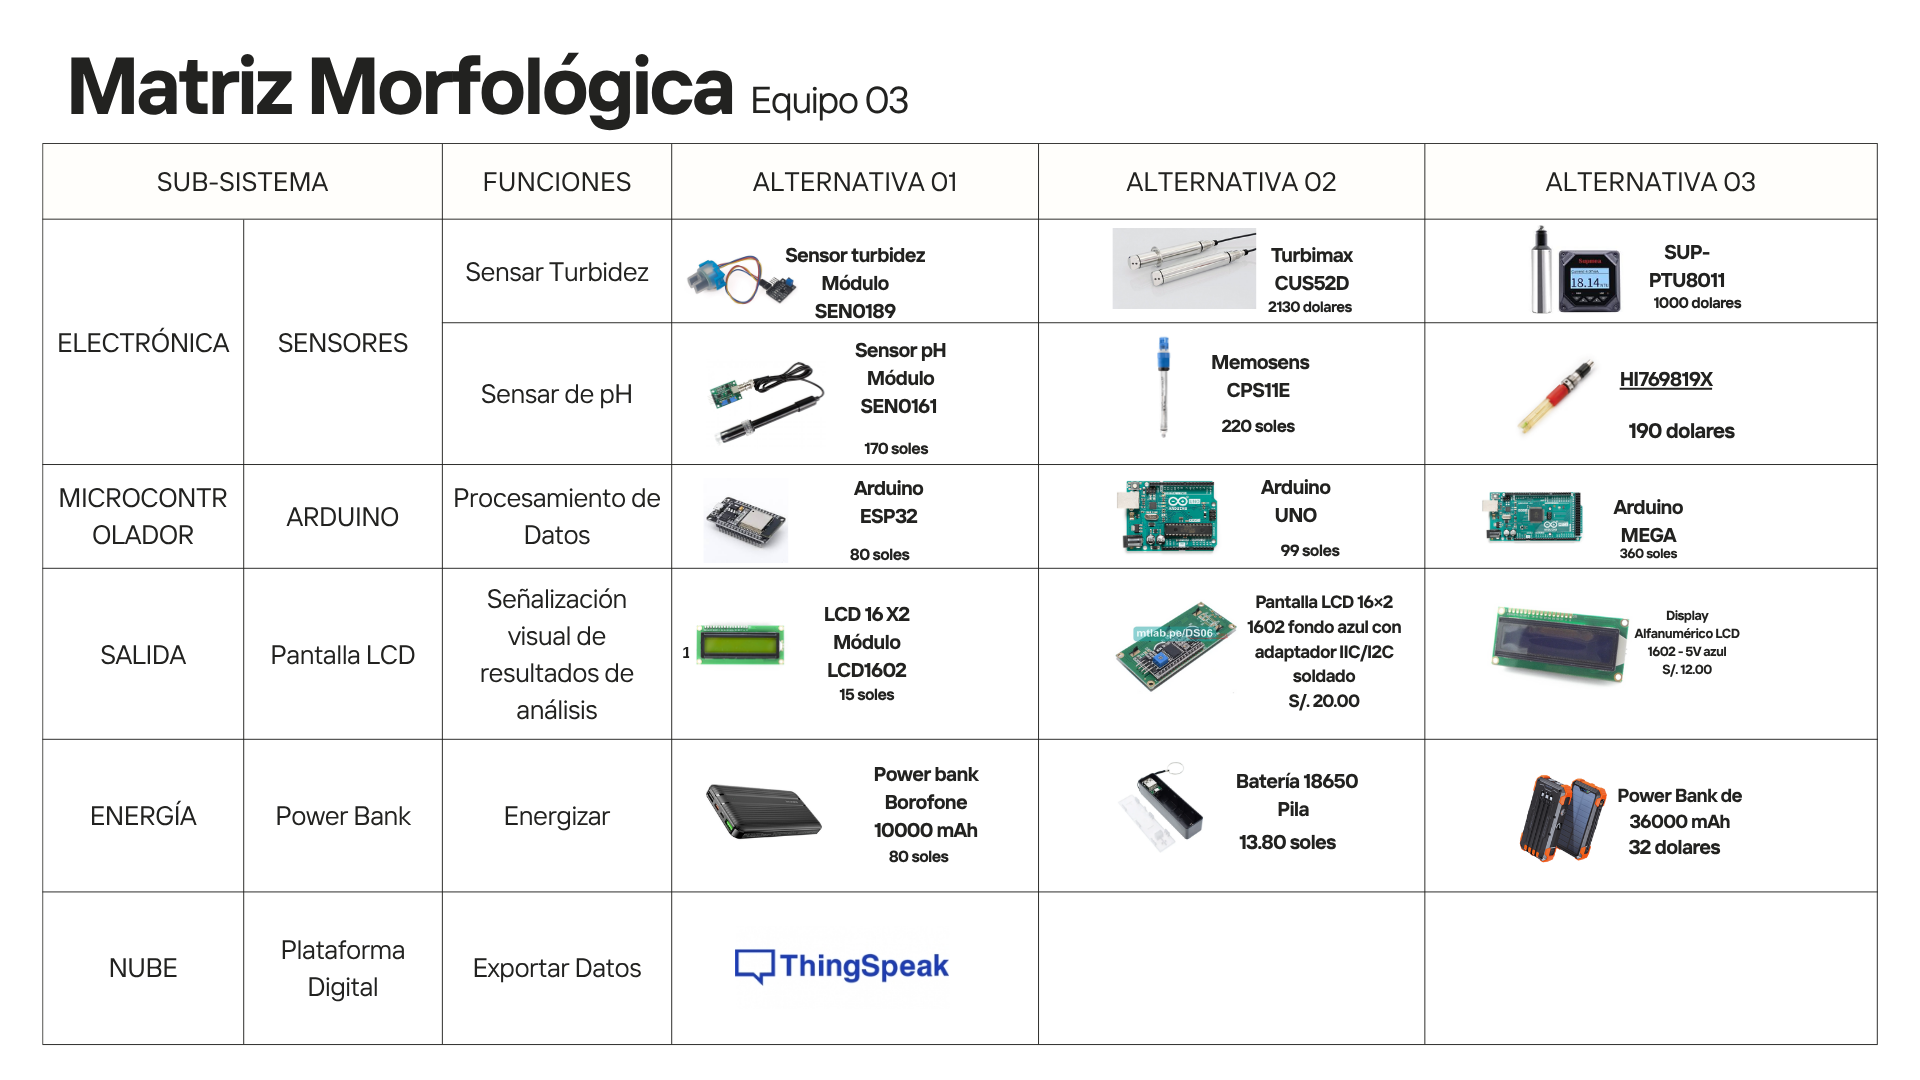 Matriz Morfológica Equipo 03
SUB-SISTEMA
FUNCIONES
ALTERNATIVA 01
ALTERNATIVA 02
ALTERNATIVA 03
ELECTRÓNICA
SENSORES
Sensar Turbidez
Sensor turbidez
Módulo
SEN0189
Turbimax
CUS52D
2130 dolares
18.14
SUP-
PTU8011
1000 dolares
Sensar de pH
Sensor pH
Módulo
SEN0161
170 soles
Memosens
CPS11E
220 soles
HI769819X
190 dolares
MICROCONTR
OLADOR
ARDUINO
Procesamiento de
Datos
Arduino
ESP32
80 soles
Arduino
UNO
99 soles
Arduino
MEGA
360 soles
SALIDA
Pantalla LCD
Señalización
visual de
resultados de
análisis
1
LCD 16 X2
Módulo
LCD1602
15 soles
mtlab.pe/DS06
Pantalla LCD 16×2
1602 fondo azul con
adaptador IIC/I2C
soldado
S/. 20.00
Display
Alfanumérico LCD
1602 - 5V azul
S/. 12.00
ENERGÍA
Power Bank
Energizar
Power bank
Borofone
10000 mAh
80 soles
Batería 18650
Pila
13.80 soles
Power Bank de
36000 mAh
32 dolares
NUBE
Plataforma
Digital
Exportar Datos
ThingSpeak